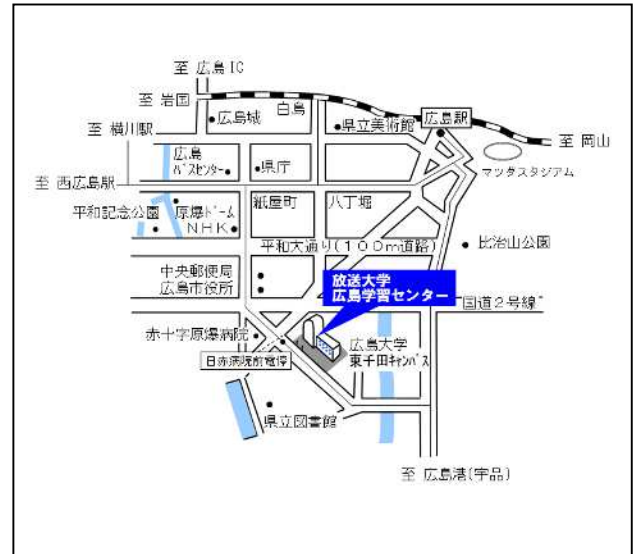 至 広島IC
至 岩国
白島
広島城
県立美術館
広島駅
至 横川駅
至 岡山
広島
バスセンター
県庁
マツダスタジアム
至 西広島駅
紙屋町
八丁堀
平和記念公園
原爆ドーム
NHK
平和大通り(100m道路)
比治山公園
中央郵便局
広島市役所
放送大学
広島学習センター
国道2号線
赤十字原爆病院
広島大学
東千田キャンパス
日赤病院前電停
県立図書館
至 広島港(宇品)